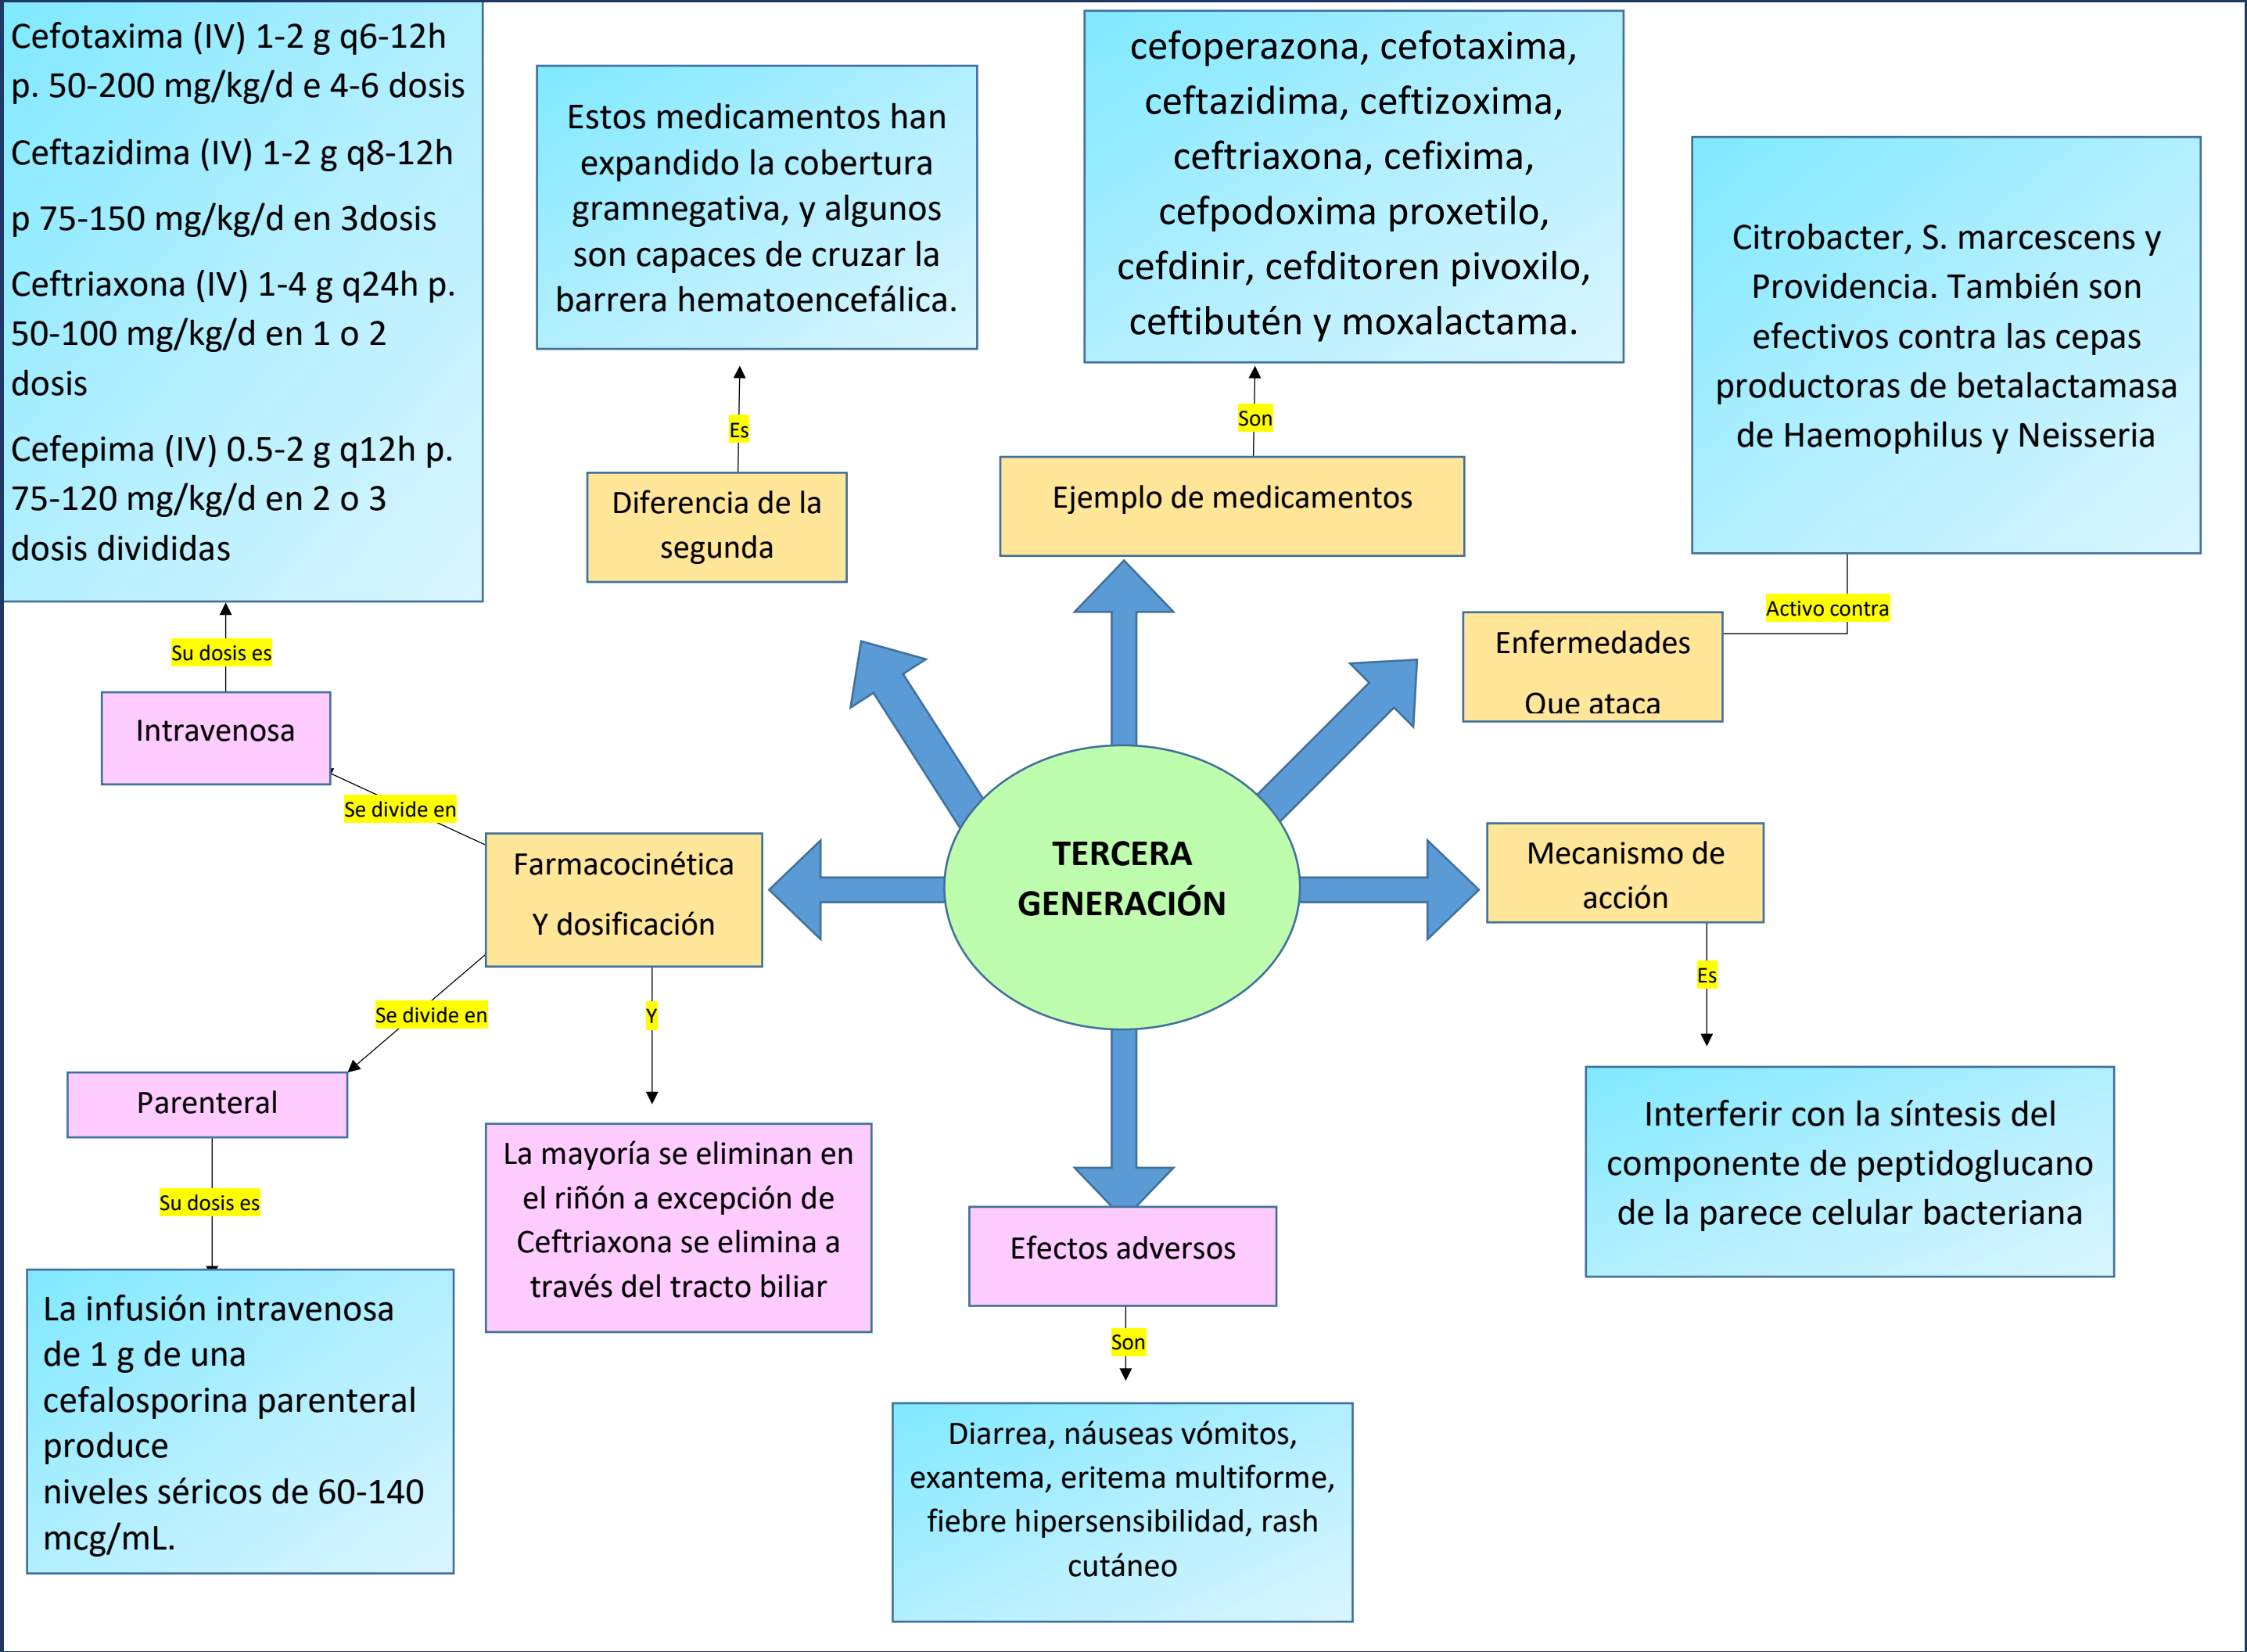 Cefotaxima (IV) 1-2 g q6-12h
p. 50-200 mg/kg/d e 4-6 dosis
Ceftazidima (IV) 1-2 g q8-12h
p 75-150 mg/kg/d en 3dosis
Ceftriaxona (IV) 1-4 g q24h p.
50-100 mg/kg/d en 1 o 2
dosis
Cefepima (IV) 0.5-2 g q12h p.
75-120 mg/kg/d en 2 o 3
dosis divididas
Estos medicamentos han
expandido la cobertura
gramnegativa, y algunos
son capaces de cruzar la
barrera hematoencefálica.
cefoperazona, cefotaxima,
ceftazidima, ceftizoxima,
ceftriaxona, cefixima,
cefpodoxima proxetilo,
cefdinir, cefditoren pivoxilo,
ceftibutén y moxalactama.
Citrobacter, S. marcescens y
Providencia. También son
efectivos contra las cepas
productoras de betalactamasa
de Haemophilus y Neisseria
Es
Son
Diferencia de la
segunda
Ejemplo de medicamentos
Activo contra
Enfermedades
Que ataca
Su dosis es
Intravenosa
Se divide en
Farmacocinética
Y dosificación
TERCERA
GENERACIÓN
Mecanismo de
acción
Es
Se divide en
Y
Parenteral
Su dosis es
La mayoría se eliminan en
el riñón a excepción de
Ceftriaxona se elimina a
través del tracto biliar
Efectos adversos
Interferir con la síntesis del
componente de peptidoglucano
de la parece celular bacteriana
La infusión intravenosa
de 1 g de una
cefalosporina parenteral
produce
niveles séricos de 60-140
mcg/mL.
Son
Diarrea, náuseas vómitos,
exantema, eritema multiforme,
fiebre hipersensibilidad, rash
cutáneo